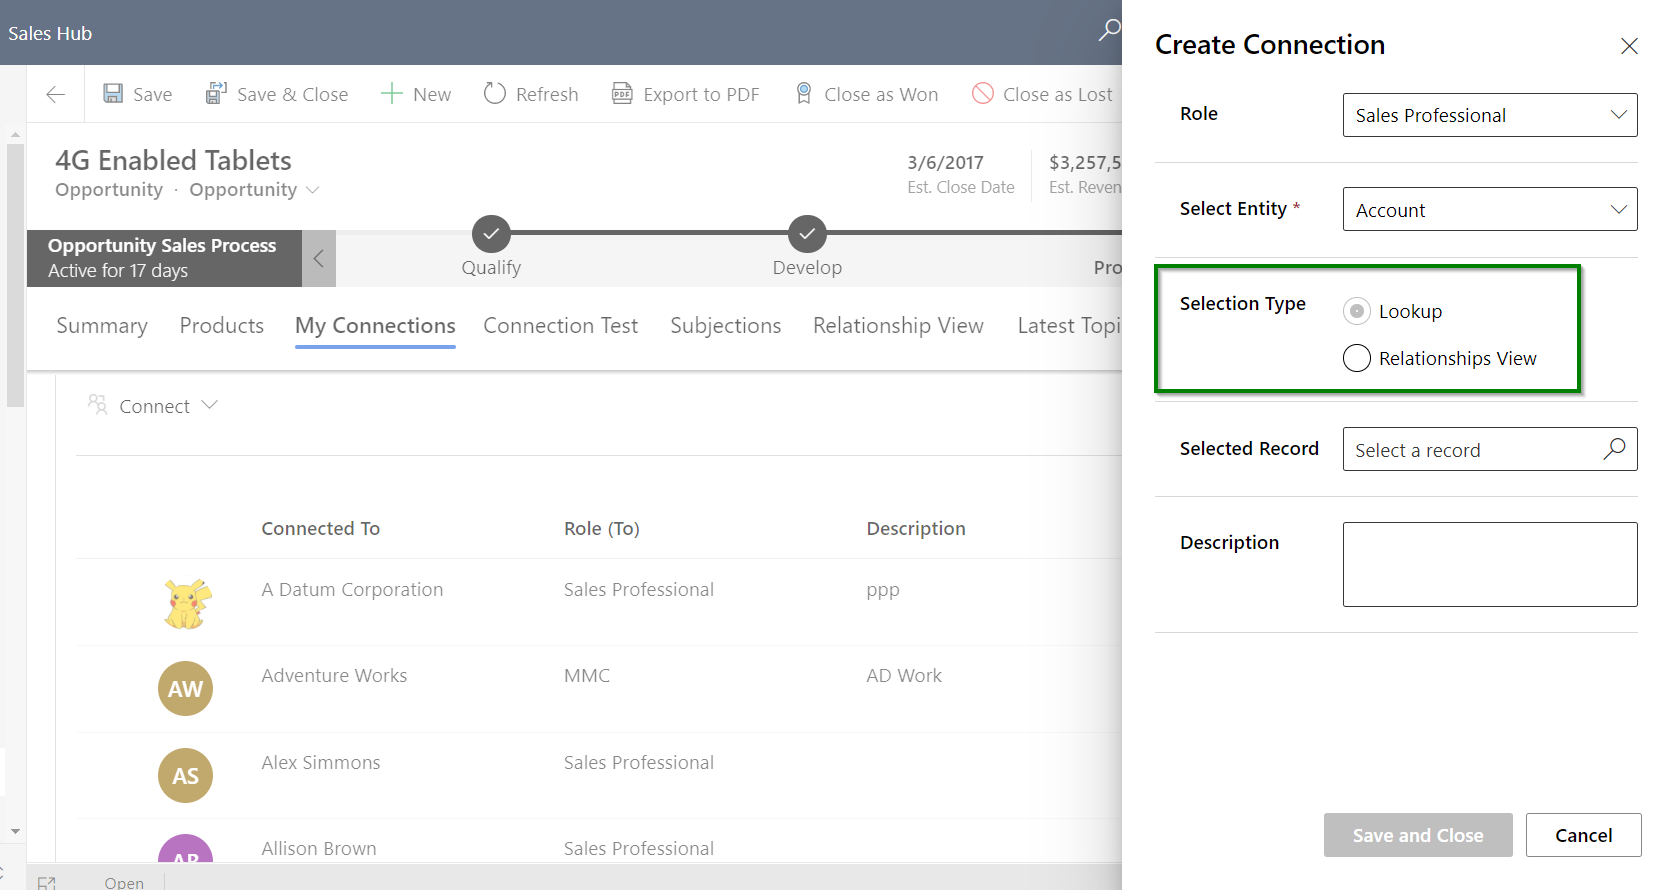 Sales Hub
Save
Save & Close
New
Refresh
Export to PDF
Close as Won
Close as Lost
4G Enabled Tablets
Opportunity · Opportunity
3/6/2017
Est. Close Date
$3,257,5
Est. Reven
Opportunity Sales Process
Active for 17 days
Qualify
Develop
Pro
Summary
Products
My Connections
Connection Test
Subjections
Relationship View
Latest Topi
Connect
Connected To
Role (To)
Description
A Datum Corporation
Sales Professional
ppp
AW
Adventure Works
MMC
AD Work
AS
Alex Simmons
Sales Professional
AB
Allison Brown
Sales Professional
Open
Create Connection
Role
Sales Professional
Select Entity *
Account
Selection Type
Lookup
Relationships View
Selected Record
Select a record
Description
Save and Close
Cancel